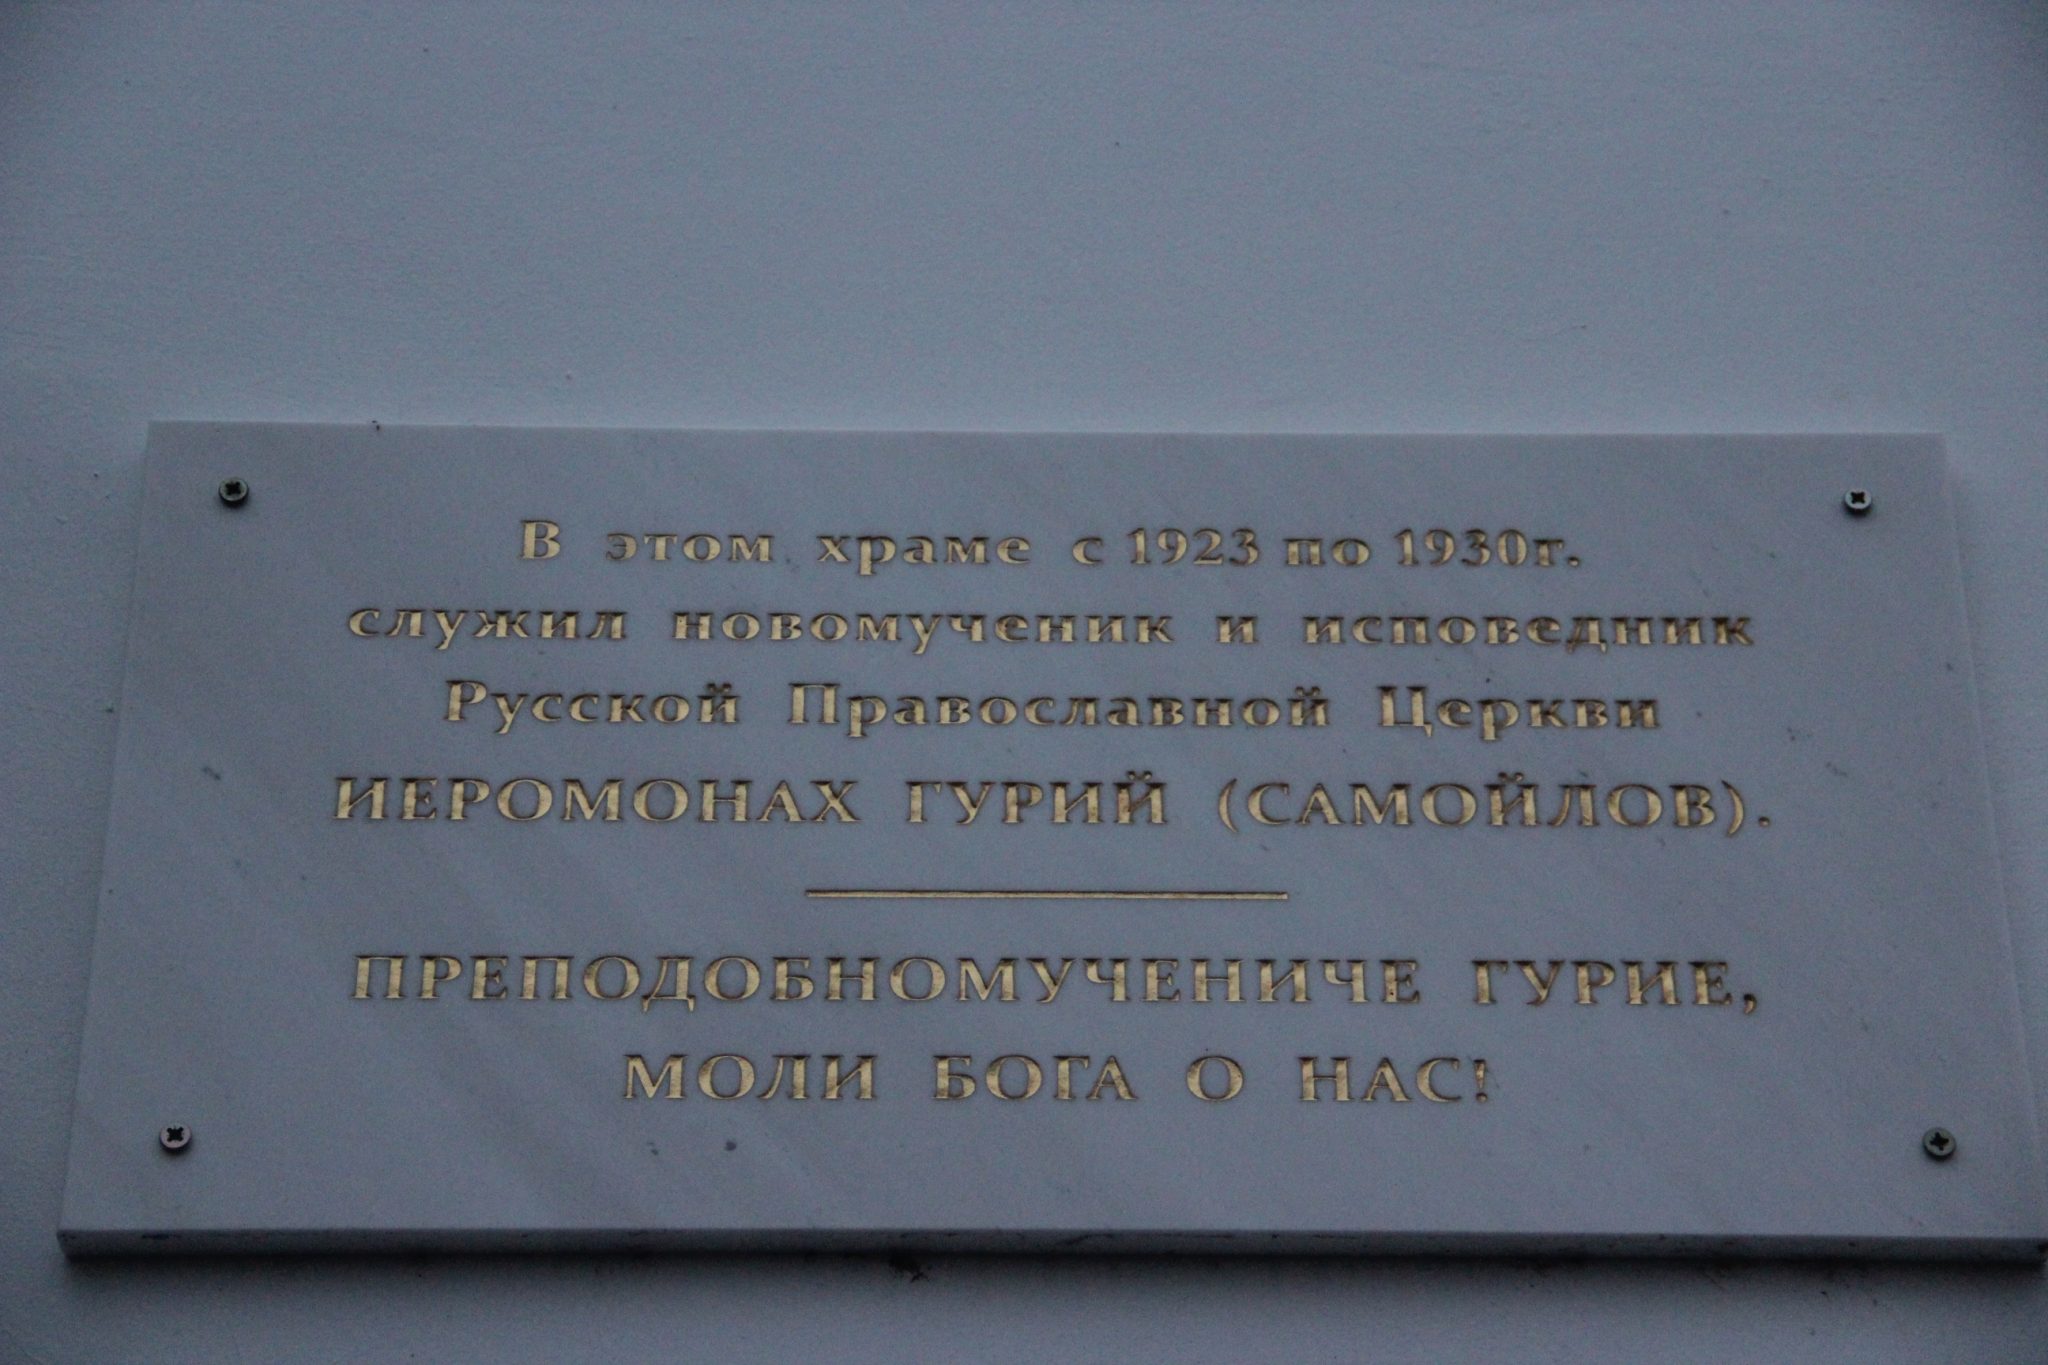 В этом храме с 1923 по 1930г.
служил новомученик и исповедник
Русской Православной Церкви
ИЕРОМОНАХ ГУРИЙ (САМОЙЛОВ).
ПРЕПОДОБНОМУЧЕНИЧЕ ГУРИЕ,
МОЛИ БОГА О НАС!